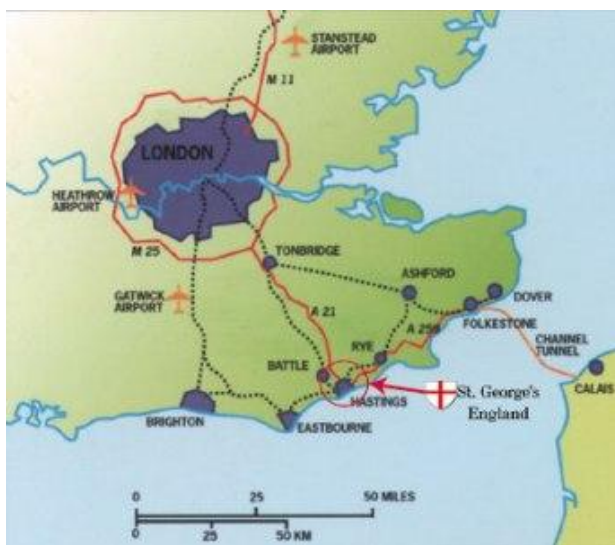 STANSTEAD
AIRPORT
M 11
LONDON
HEATHROW
AIRPORT
M 25
TONBRIDGE
GATWICK
AIRPORT
ASHFORD
DOVER
A 21
FOLKESTONE
A 259
RYE
CHANNEL
TUNNEL
BATTLE
CALAIS
HASTINGS
St. George's
England
BRIGHTON
EASTBOURNE
0 25 50 MILES
0 25 50 KM